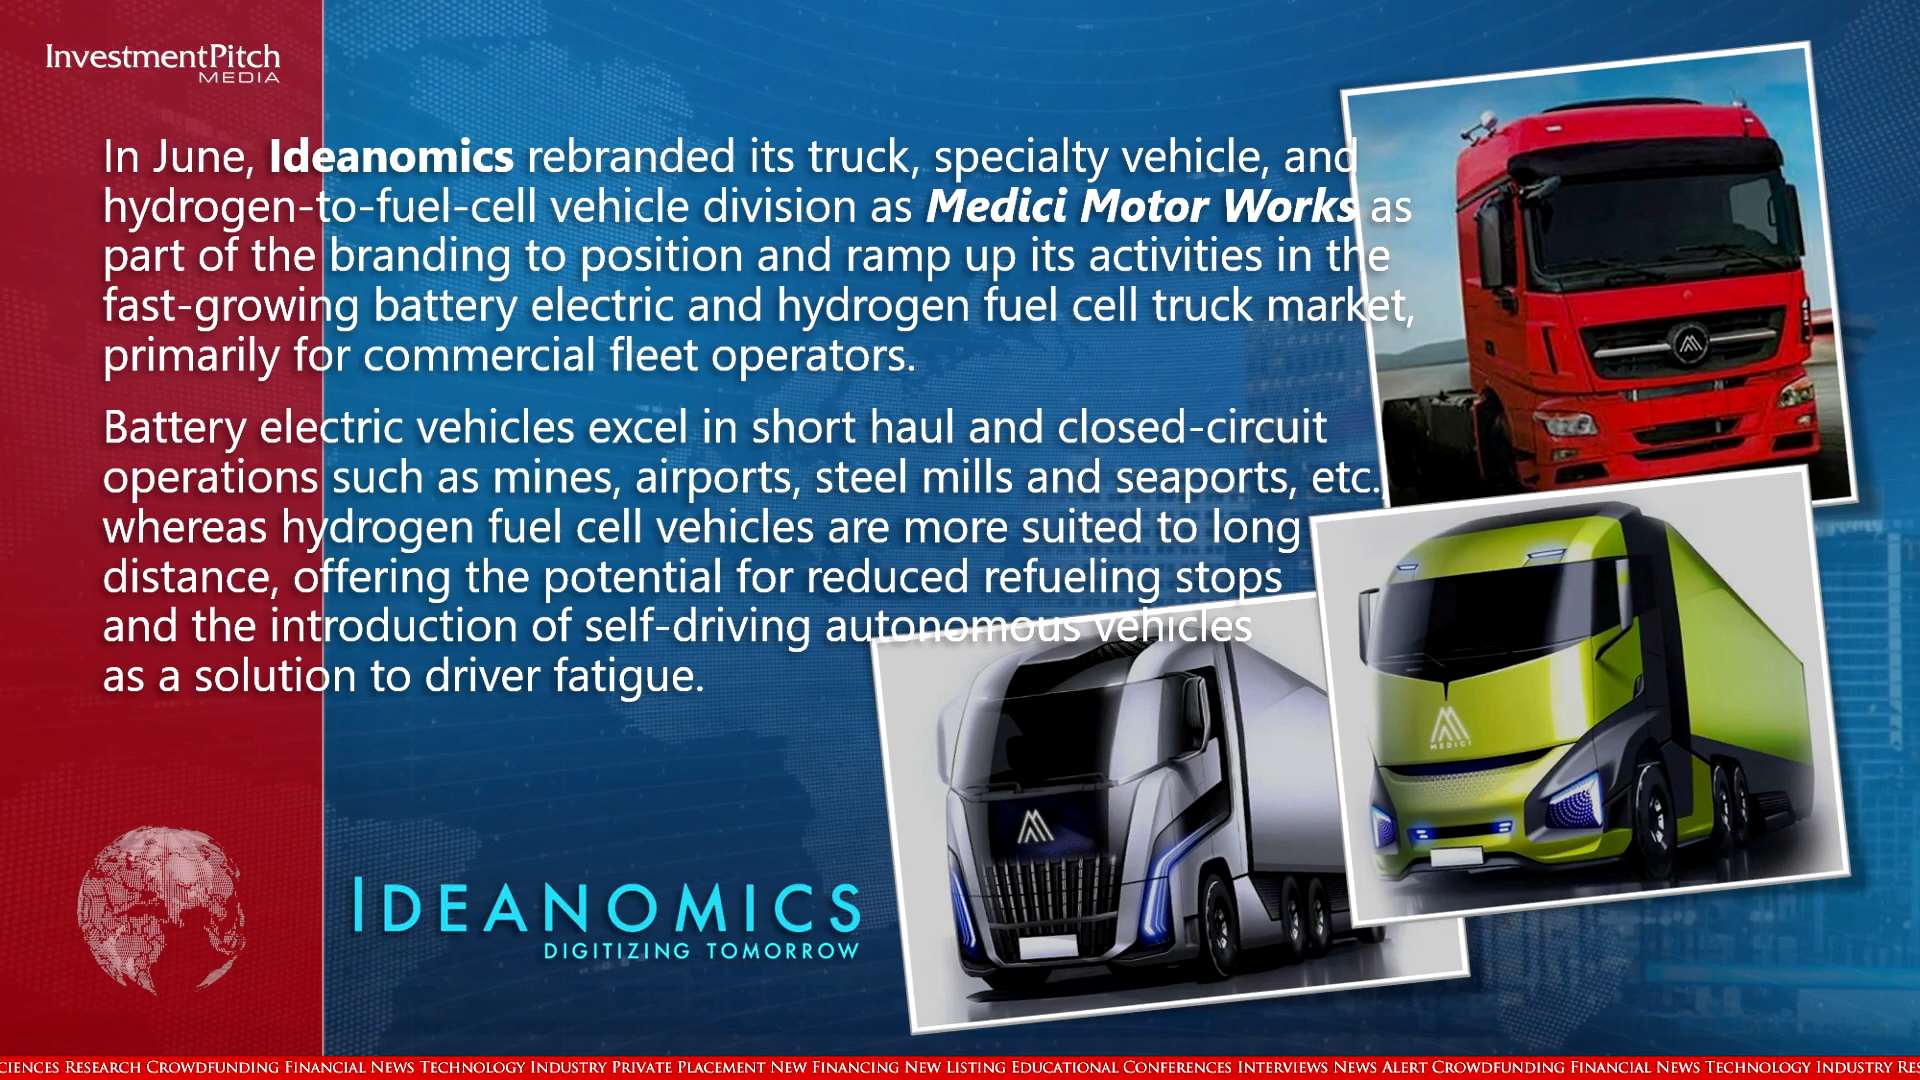 InvestmentPitch
MEDIA
In June, Ideanomics rebranded its truck, specialty vehicle, and
hydrogen-to-fuel-cell vehicle division as Medici Motor Works as
part of the branding to position and ramp up its activities in the
fast-growing battery electric and hydrogen fuel cell truck market,
primarily for commercial fleet operators.
Battery electric vehicles excel in short haul and closed-circuit
operations such as mines, airports, steel mills and seaports, etc.,
whereas hydrogen fuel cell vehicles are more suited to long
distance, offering the potential for reduced refueling stops
and the introduction of self-driving autonomous vehicles
as a solution to driver fatigue.
MEDICI
IDEANOMICS
DIGITIZING TOMORROW
CIENCES RESEARCH CROWDFUNDING FINANCIAL NEWS TECHNOLOGY INDUSTRY PRIVATE PLACEMENT NEW FINANCING NEW LISTING EDUCATIONAL CONFERENCES INTERVIEWS NEWS ALERT CROWDFUNDING FINANCIAL NEWS TECHNOLOGY INDUSTRY RES